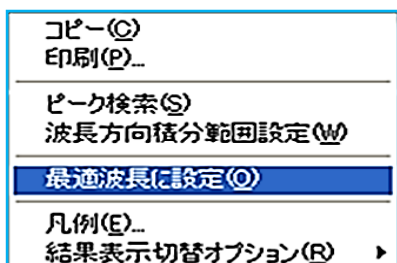 コピー(C)
印刷(P)...
ピーク検索(S)
波長方向積分範囲設定(W)
最適波長に設定(O)
凡例(E)...
結果表示切替オプション(R)